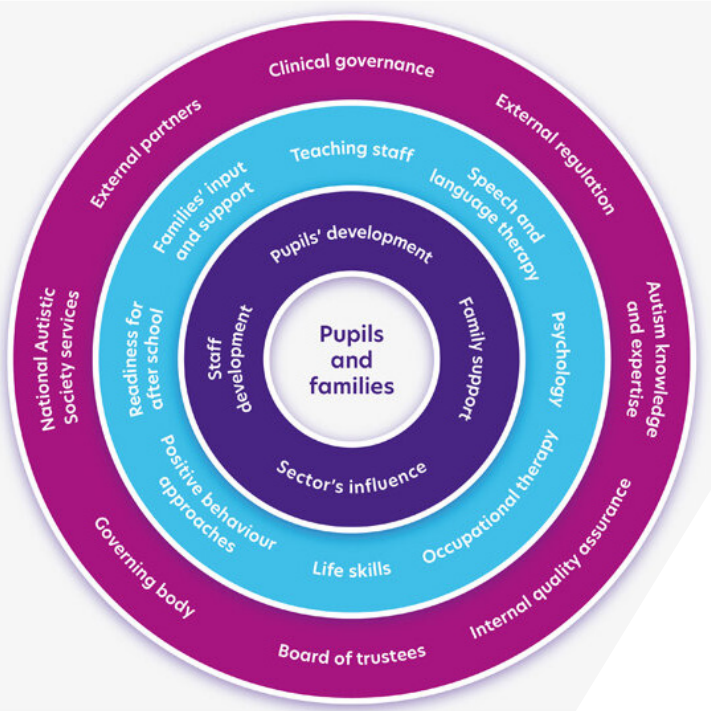 Clinical governance
External regulation
Autism knowledge
and expertise
Internal quality assurance
Board of trustees
Governing body
National Autistic
Society services
External partners
Teaching staff
Speech and
language therapy
Psychology
Occupational therapy
Life skills
Positive behaviour
approaches
Readiness for
after school
Families' input
and support
Pupils' development
Family support
Sector's influence
Staff
development
Pupils
and
families